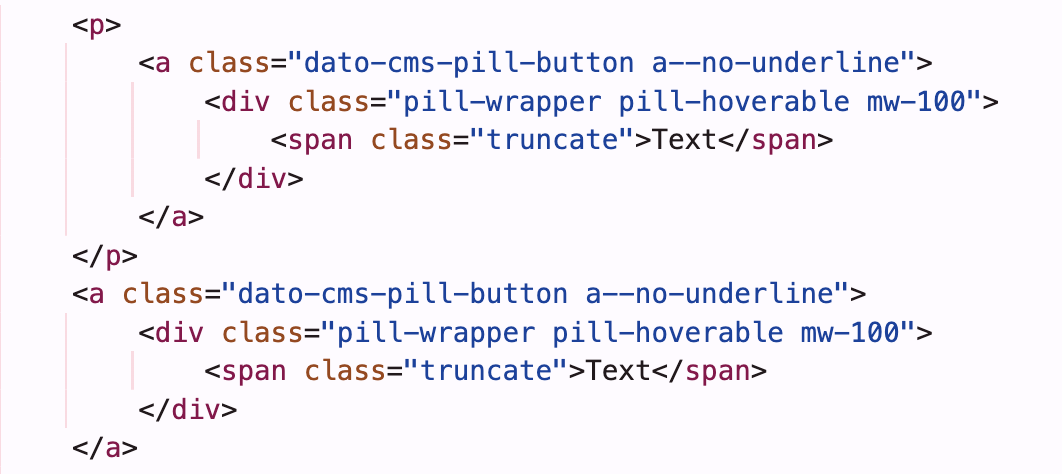 <p>
<a class="dato-cms-pill-button a--no-underline">
<div class="pill-wrapper pill-hoverable mw-100">
<span class="truncate">Text</span>
</div>
</a>
</p>
<a class="dato-cms-pill-button a--no-underline">
<div class="pill-wrapper pill-hoverable mw-100">
<span class="truncate">Text</span>
</div>
</a>